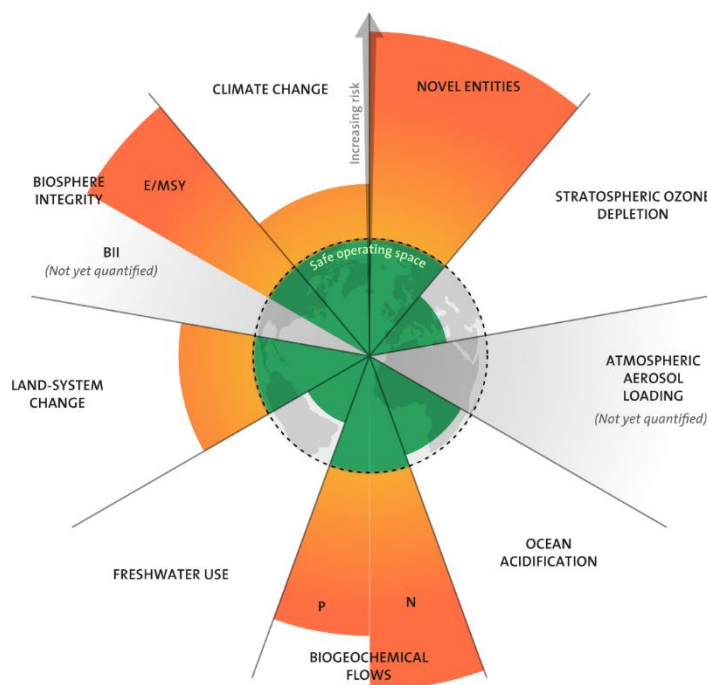 CLIMATE CHANGE
Increasing risk
NOVEL ENTITIES
STRATOSPHERIC OZONE
DEPLETION
BIOSPHERE
INTEGRITY
E/MSY
BII
(Not yet quantified)
Safe operating space
LAND-SYSTEM
CHANGE
ATMOSPHERIC
AEROSOL
LOADING
(Not yet quantified)
FRESHWATER USE
P
N
OCEAN
ACIDIFICATION
BIOGEOCHEMICAL
FLOWS